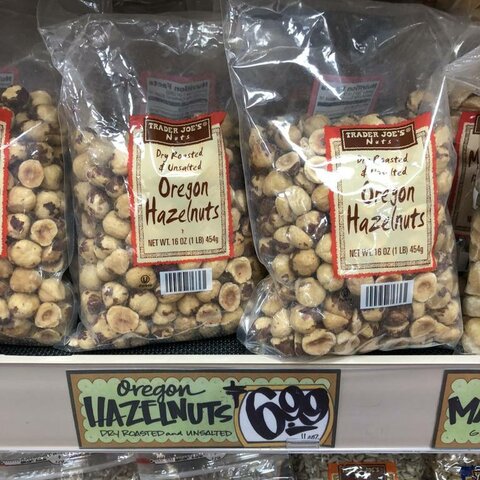 TRADER JOE'S®
Nuts
Dry Roasted
& Unsalted
Oregon
Hazelnuts
NET WT. 16 OZ (1 LB) 454g
TRADER JOE'S®
Nuts
Dry Roasted
& Unsalted
Oregon
Hazelnuts
NET WT. 16 OZ (1 LB) 454g
Oregon
HAZELNUTS
DRY ROASTED and UNSALTED
$6.99
MA